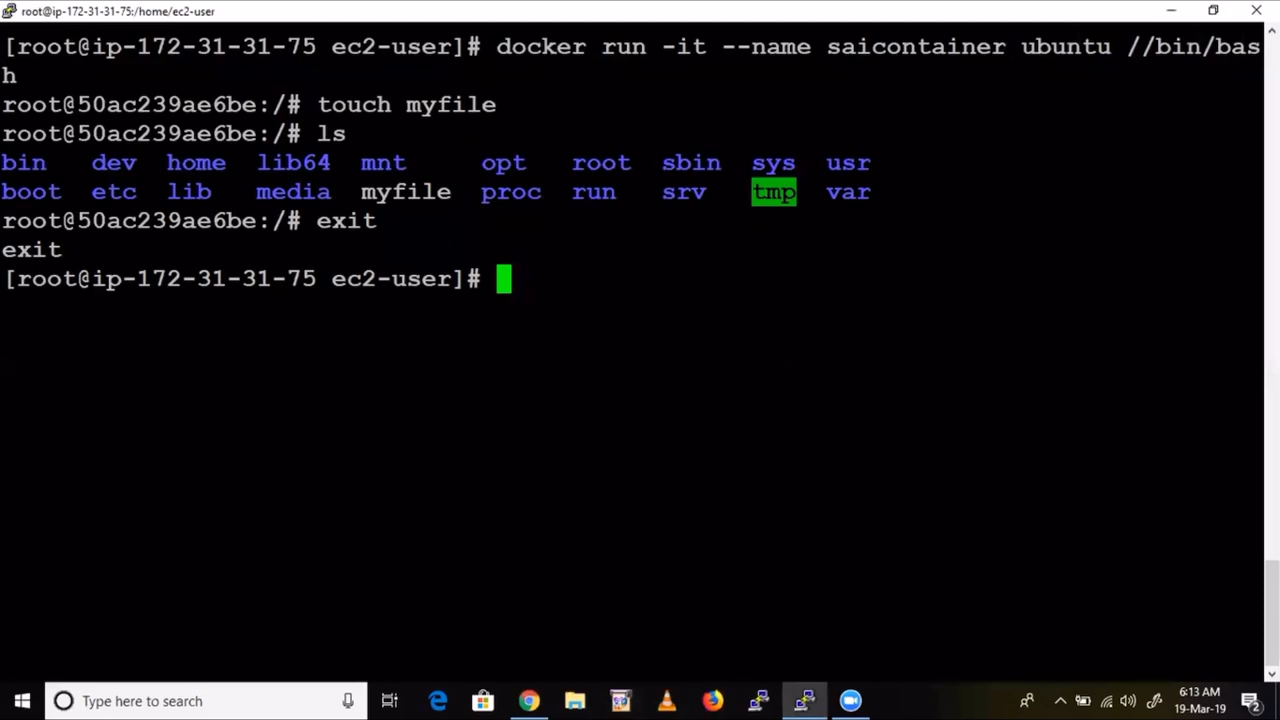 root@ip-172-31-31-75:/home/ec2-user
[root@ip-172-31-31-75 ec2-user]# docker run -it --name saicontainer ubuntu //bin/bas
h
root@50ac239ae6be:/# touch myfile
root@50ac239ae6be:/# ls
bin dev home lib64 mnt opt root sbin sys usr
boot etc lib media myfile proc run srv tmp var
root@50ac239ae6be:/# exit
exit
[root@ip-172-31-31-75 ec2-user]#
Type here to search
6:13 AM
19-Mar-19
2